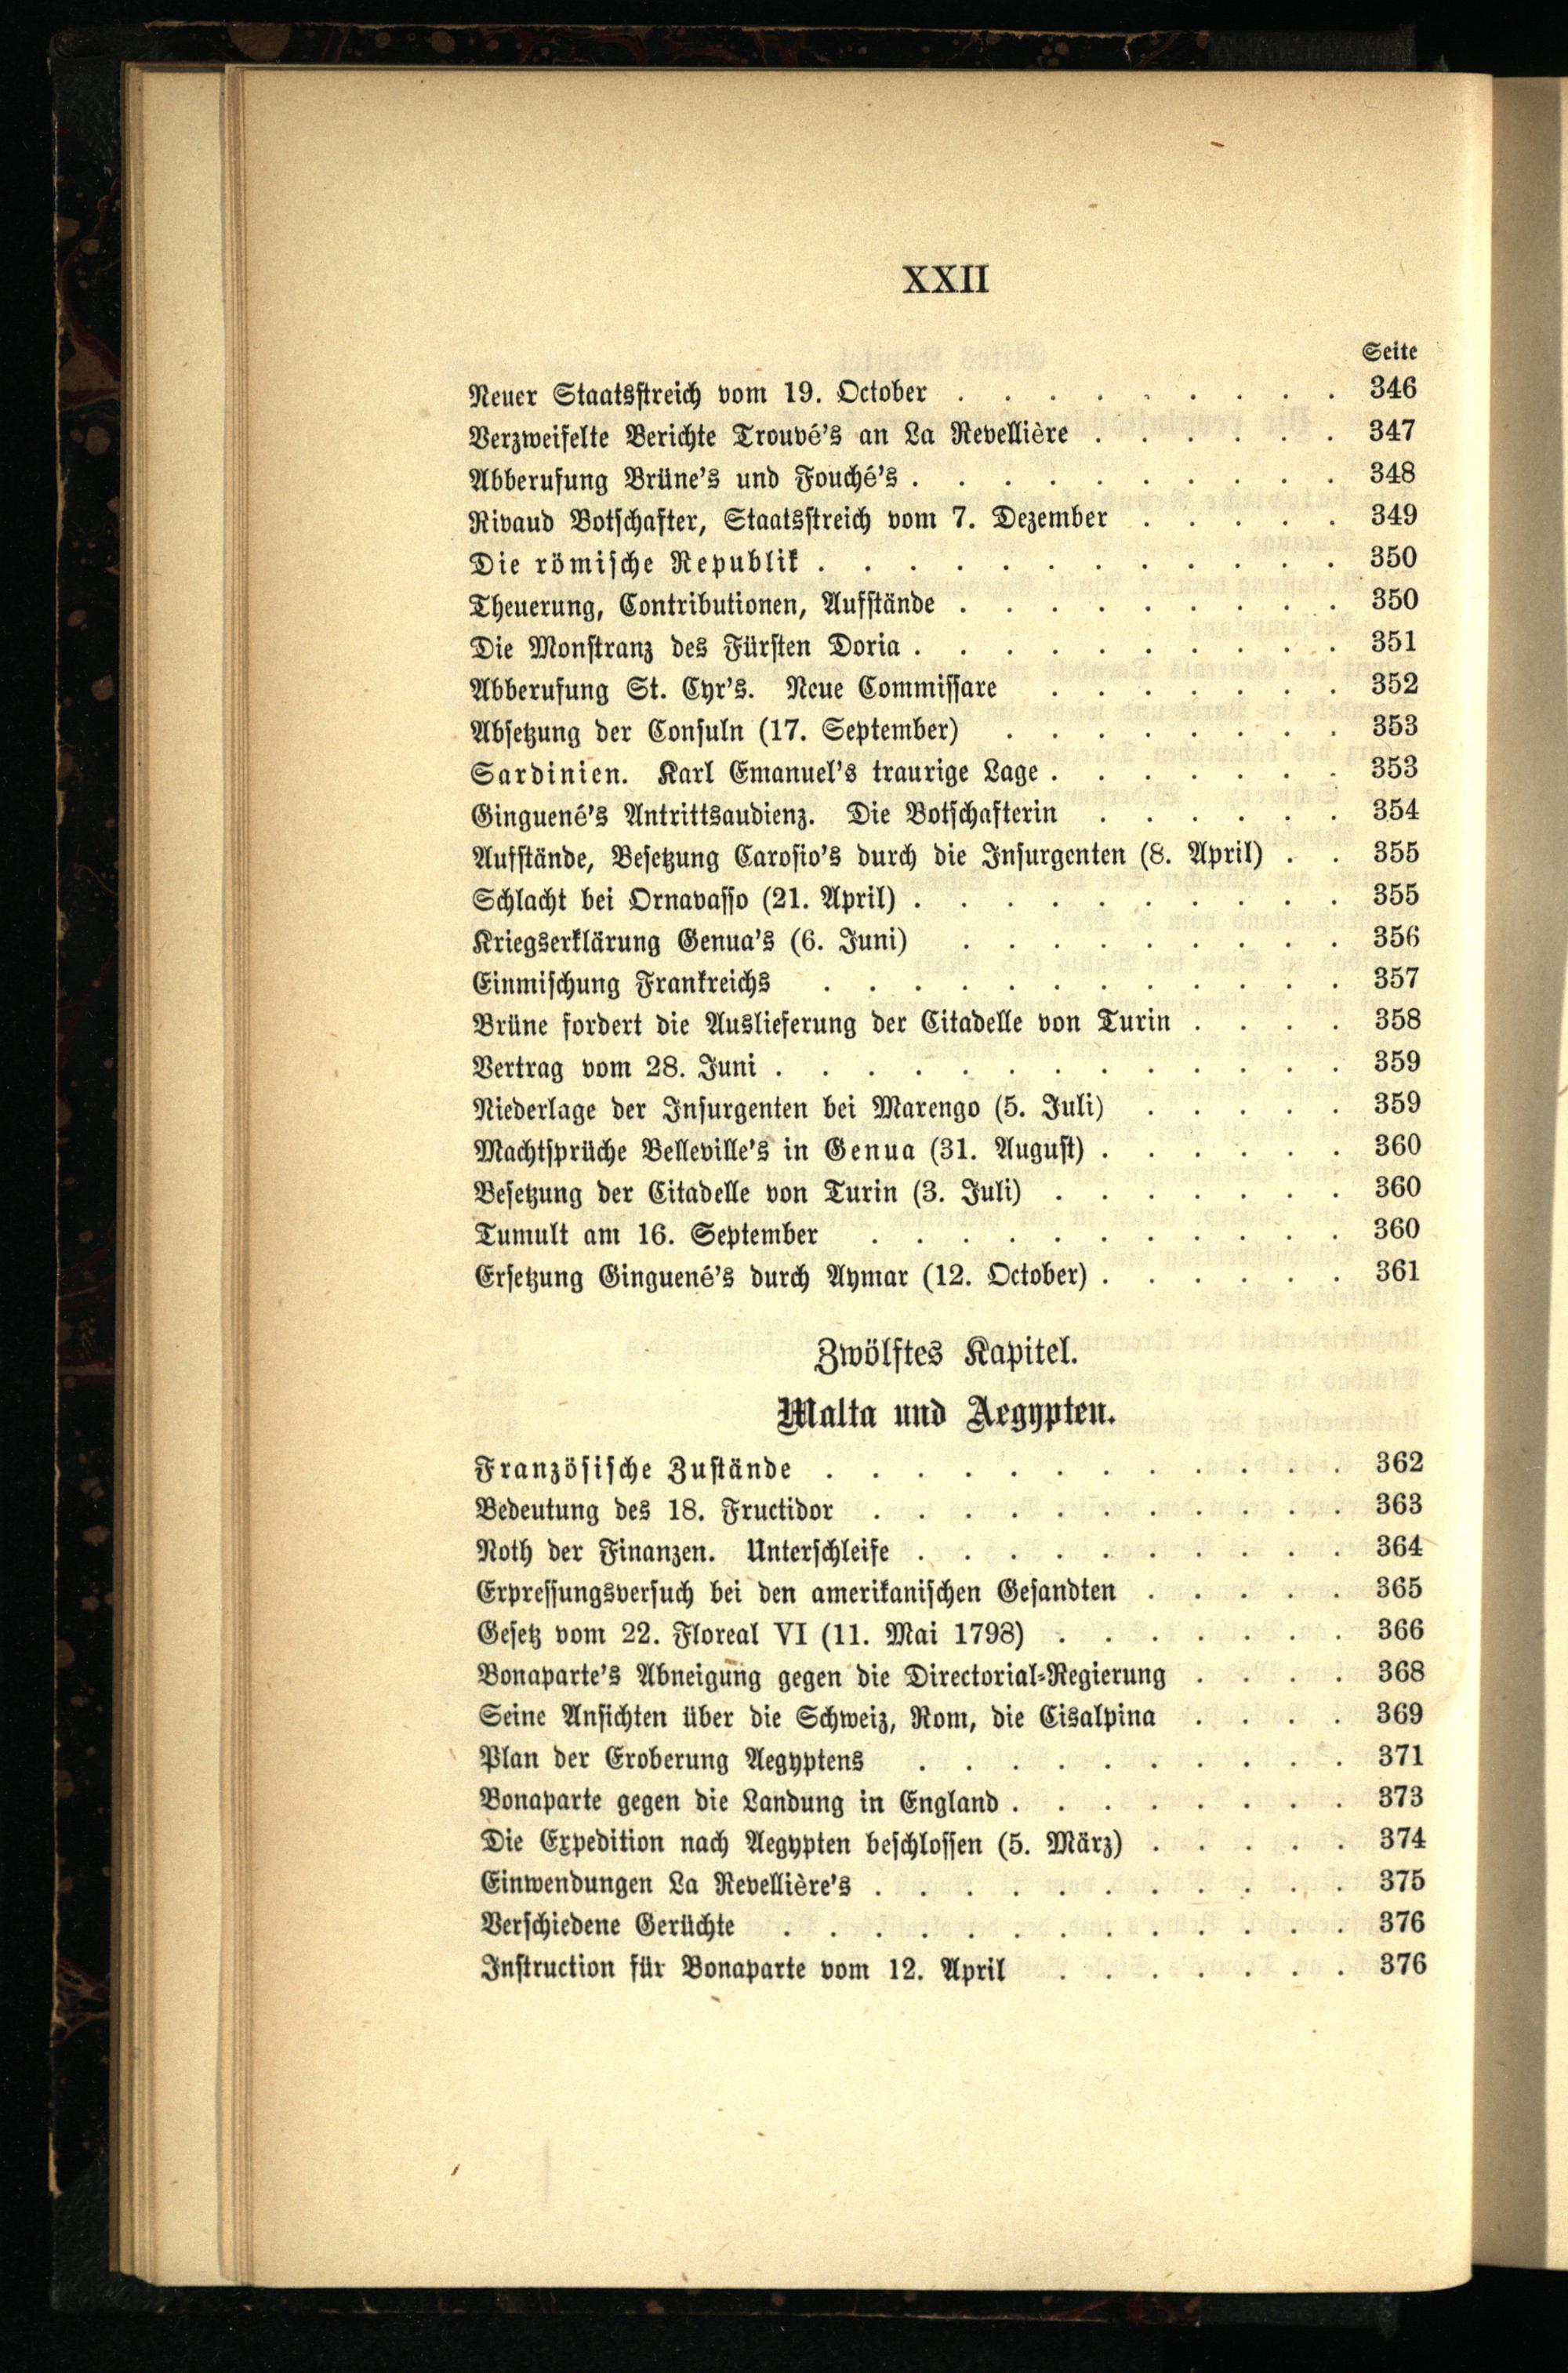 XXII
Seite
Neuer Staatsstreich vom 19. October . . . . . . . . . 346
Verzweifelte Berichte Trouvé's an La Revellière . . . . . . 347
Abberufung Brüne's und Fouché's . . . . . . . . . . 348
Rivaud Botschafter, Staatsstreich vom 7. Dezember . . . . . 349
Die römische Republik . . . . . . . . . . . . 350
Theuerung, Contributionen, Aufstände . . . . . . . . . 350
Die Monstranz des Fürsten Doria . . . . . . . . . . 351
Abberufung St. Cyr's. Neue Commissare . . . . . . . 352
Absetzung der Consuln (17. September) . . . . . . . . 353
Sardinien. Karl Emanuel's traurige Lage . . . . . . . 353
Ginguené's Antrittsaudienz. Die Botschafterin . . . . . . 354
Aufstände, Besetzung Carosio's durch die Insurgenten (8. April) . . 355
Schlacht bei Ornavasso (21. April) . . . . . . . . . . 355
Kriegserklärung Genua's (6. Juni) . . . . . . . . . 356
Einmischung Frankreichs . . . . . . . . . . . . 357
Brüne fordert die Auslieferung der Citadelle von Turin . . . . 358
Vertrag vom 28. Juni . . . . . . . . . . . . . 359
Niederlage der Insurgenten bei Marengo (5. Juli) . . . . . 359
Machtsprüche Belleville's in Genua (31. August) . . . . . . 360
Besetzung der Citadelle von Turin (3. Juli) . . . . . . . 360
Tumult am 16. September . . . . . . . . . . . 360
Ersetzung Ginguené's durch Aymar (12. October) . . . . . . 361
Zwölftes Kapitel.
Malta und Aegypten.
Französische Zustände . . . . . . . . . . . . 362
Bedeutung des 18. Fructidor . . . . . . . . . . . 363
Noth der Finanzen. Unterschleife . . . . . . . . . . 364
Erpressungsversuch bei den amerikanischen Gesandten . . . . . 365
Gesetz vom 22. Floreal VI (11. Mai 1798) . . . . . . . 366
Bonaparte's Abneigung gegen die Directorial-Regierung . . . . 368
Seine Ansichten über die Schweiz, Rom, die Cisalpina . . . . 369
Plan der Eroberung Aegyptens . . . . . . . . . . 371
Bonaparte gegen die Landung in England . . . . . . . . 373
Die Expedition nach Aegypten beschlossen (5. März) . . . . . 374
Einwendungen La Revellière's . . . . . . . . . . . 375
Verschiedene Gerüchte . . . . . . . . . . . . . 376
Instruction für Bonaparte vom 12. April . . . . . . . 376